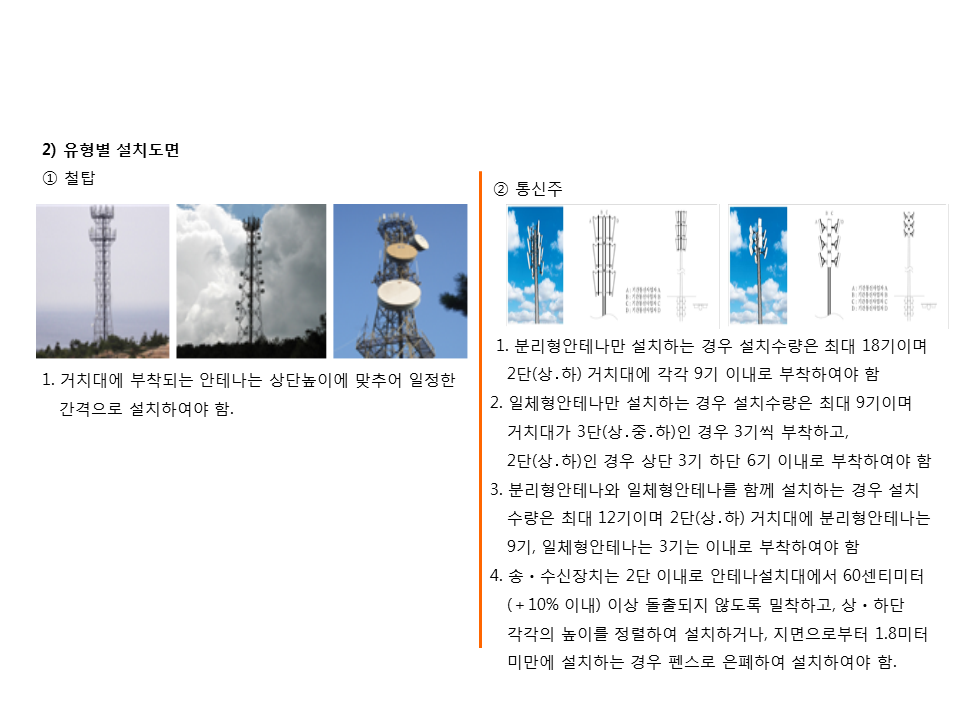 2) 유형별 설치도면
① 철탑
1. 거치대에 부착되는 안테나는 상단높이에 맞추어 일정한
간격으로 설치하여야 함.
② 통신주
1. 분리형안테나만 설치하는 경우 설치수량은 최대 18기이며
2단(상.하) 거치대에 각각 9기 이내로 부착하여야 함
2. 일체형안테나만 설치하는 경우 설치수량은 최대 9기이며
거치대가 3단(상.중.하)인 경우 3기씩 부착하고,
2단(상.하)인 경우 상단 3기 하단 6기 이내로 부착하여야 함
3. 분리형안테나와 일체형안테나를 함께 설치하는 경우 설치
수량은 최대 12기이며 2단(상.하) 거치대에 분리형안테나는
9기, 일체형안테나는 3기는 이내로 부착하여야 함
4. 송・수신장치는 2단 이내로 안테나설치대에서 60센티미터
(+10% 이내) 이상 돌출되지 않도록 밀착하고, 상・하단
각각의 높이를 정렬하여 설치하거나, 지면으로부터 1.8미터
미만에 설치하는 경우 펜스로 은폐하여 설치하여야 함.